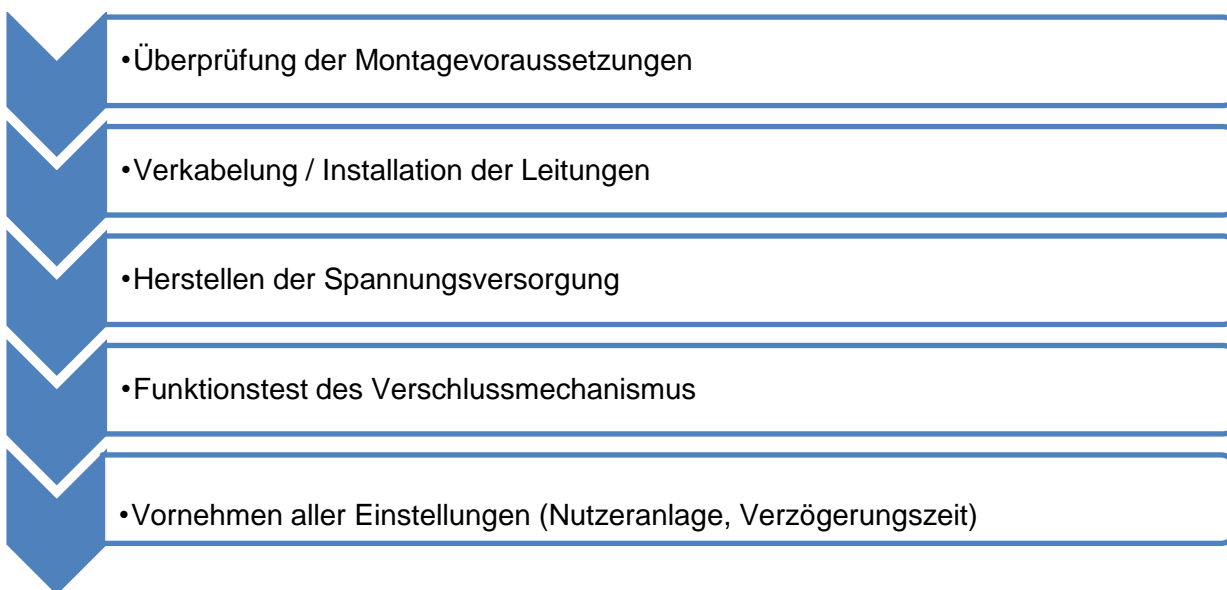 •Überprüfung der Montagevoraussetzungen
•Verkabelung / Installation der Leitungen
•Herstellen der Spannungsversorgung
•Funktionstest des Verschlussmechanismus
•Vornehmen aller Einstellungen (Nutzeranlage, Verzögerungszeit)